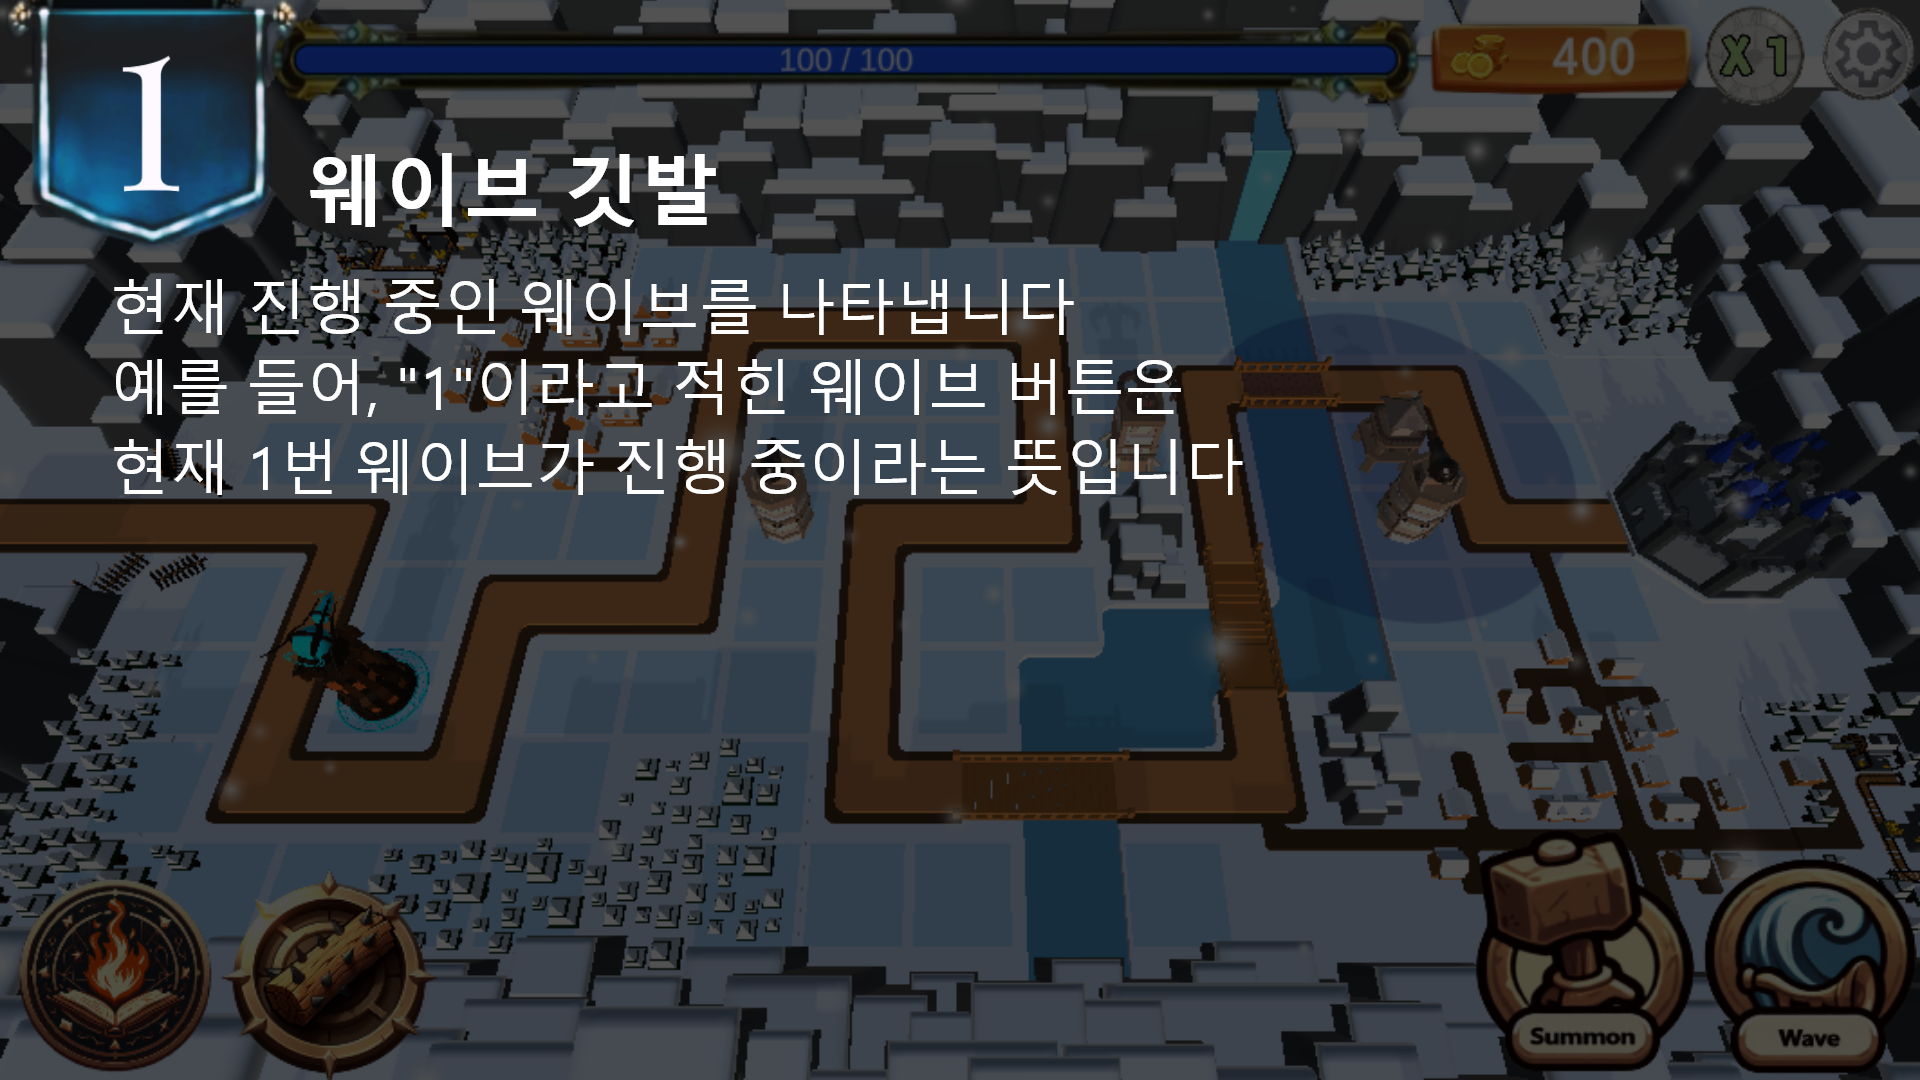 1
100 / 100
400
X 1
웨이브 깃발
현재 진행 중인 웨이브를 나타냅니다
예를 들어, "1"이라고 적힌 웨이브 버튼은
현재 1번 웨이브가 진행 중이라는 뜻입니다
Summon
Wave